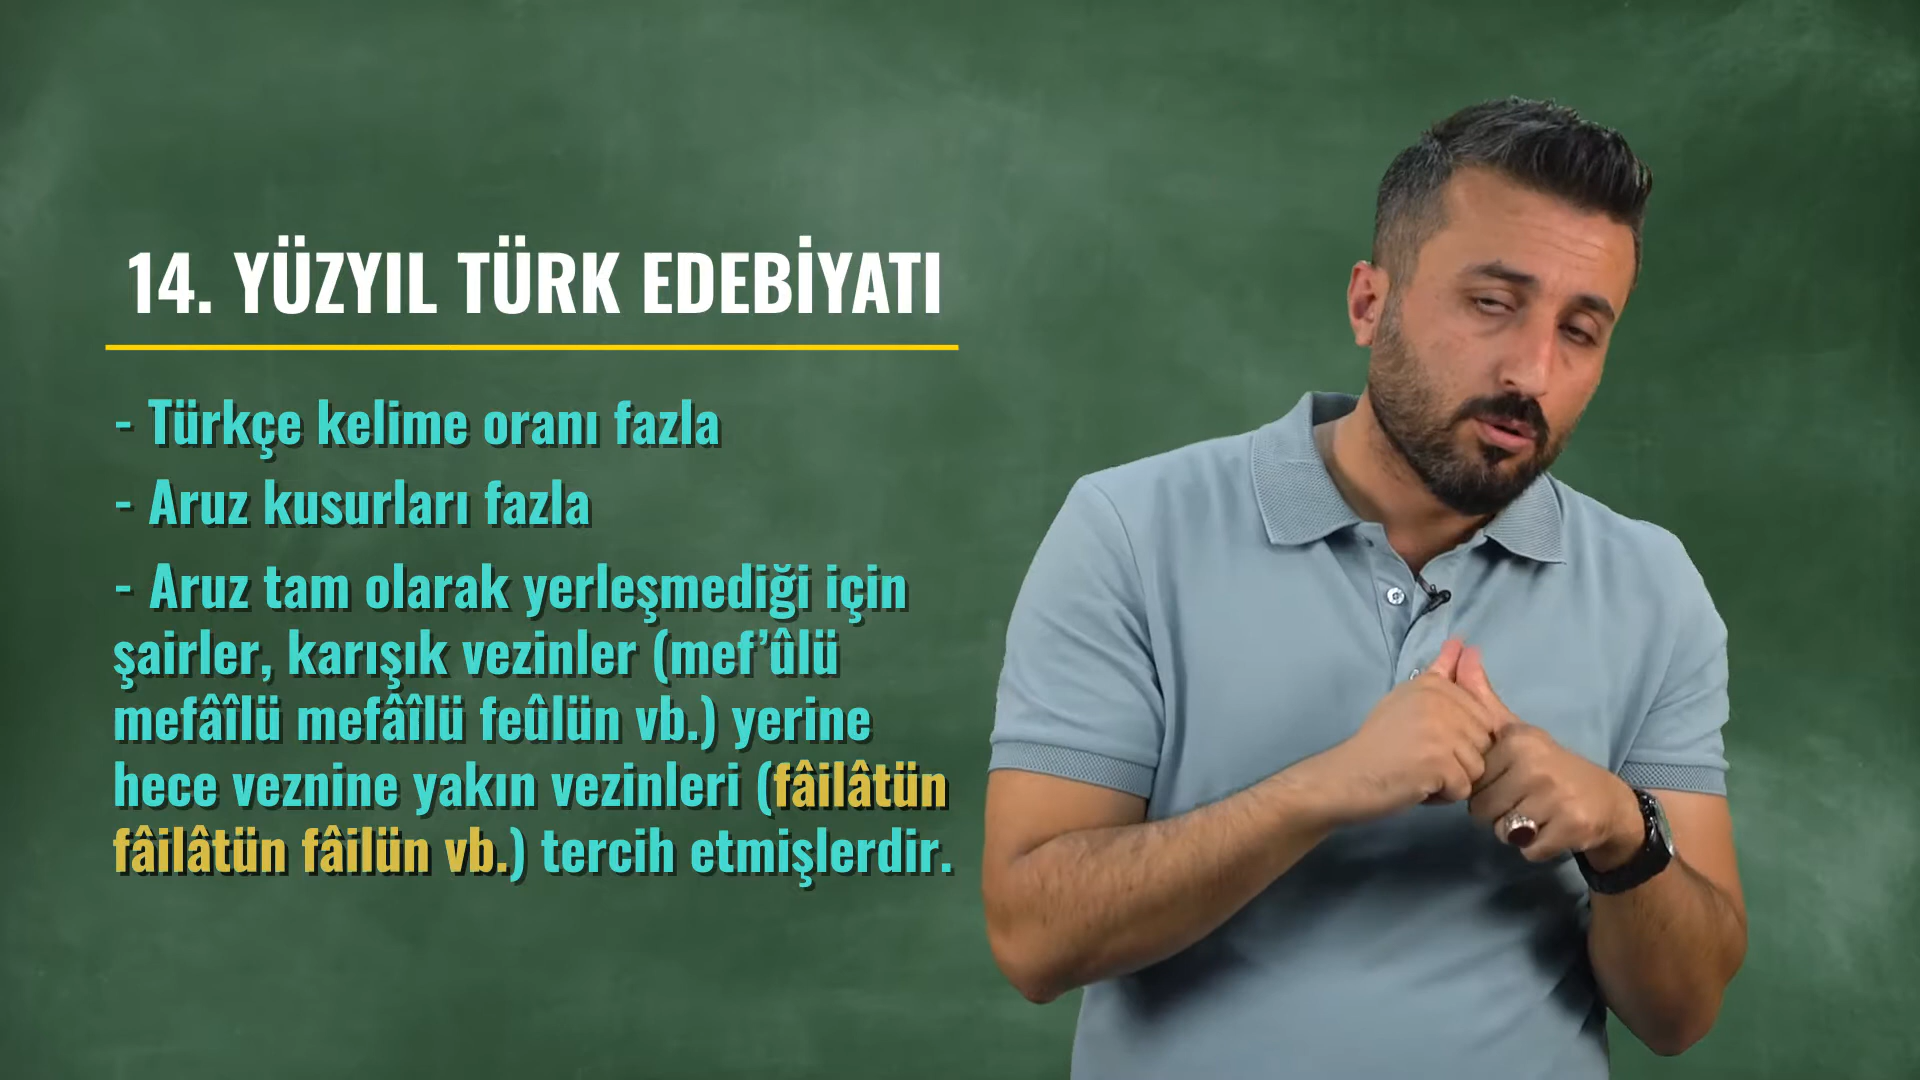 14. YÜZYIL TÜRK EDEBİYATI
- Türkçe kelime oranı fazla
- Aruz kusurları fazla
- Aruz tam olarak yerleşmediği için
şairler, karışık vezinler (mef’ûlü
mefâîlü mefâîlü feûlün vb.) yerine
hece veznine yakın vezinleri (fâilâtün
fâilâtün fâilün vb.) tercih etmişlerdir.